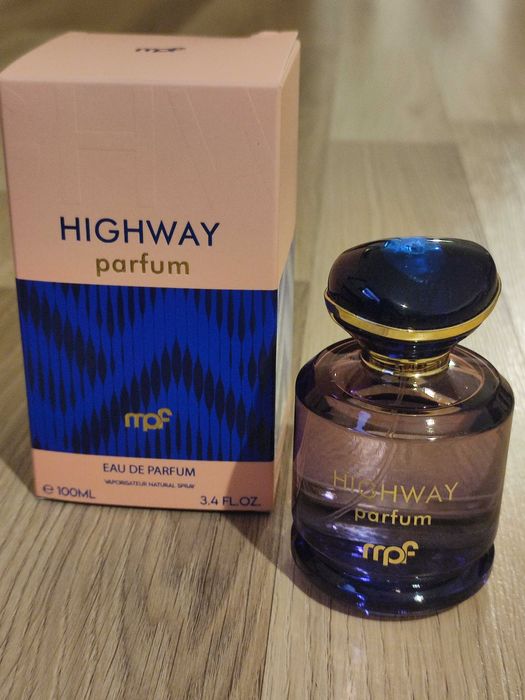 mpf
HIGHWAY
parfum
mpf
EAU DE PARFUM
VAPORISATEUR NATURAL SPRAY
e 100ML
3.4 FL.OZ.
HIGHWAY
parfum
mpf